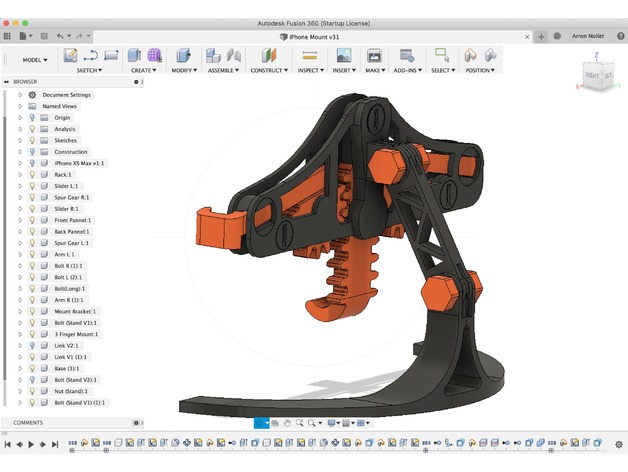 Autodesk Fusion 360 (Startup License)
iPhone Mount v31
Arron Mollet
MODEL
SKETCH
CREATE
MODIFY
ASSEMBLE
CONSTRUCT
INSPECT
INSERT
MAKE
ADD-INS
SELECT
POSITION
BROWSER
Document Settings
Named Views
Origin
Analysis
Sketches
Construction
iPhone XS Max v1:1
Rack:1
Slider L:1
Spur Gear R:1
Slider R:1
Front Pannel:1
Back Pannel:1
Spur Gear L:1
Arm L:1
Bolt R (1):1
Bolt L (2):1
Bolt(Long):1
Arm R (1):1
Mount Bracket:1
Bolt (Stand V1):1
3 Finger Mount:1
Link V2:1
Link V1 (1):1
Base (1):1
Bolt (Stand V2):1
Nut (Stand):1
Bolt (Stand V1) (1):1
COMMENTS
Z
RIGHT
X
Y